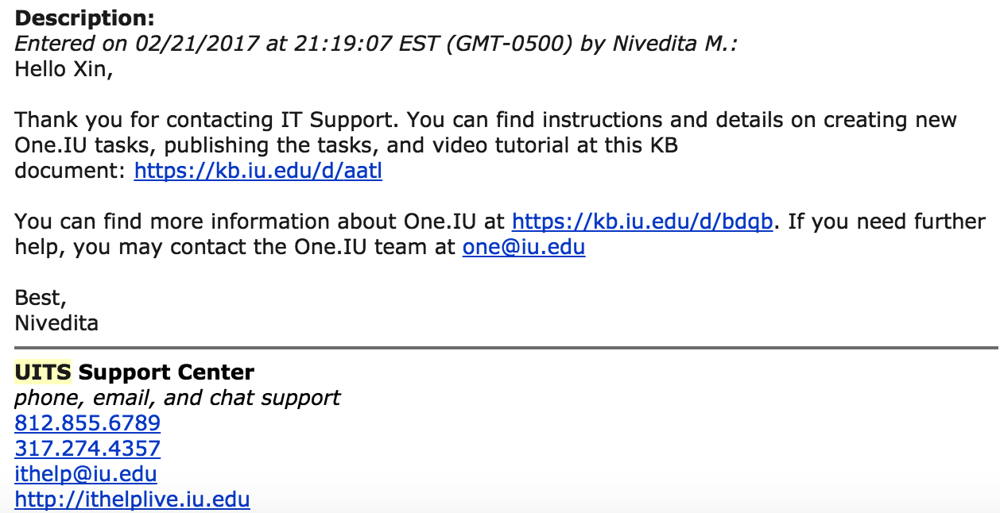 Description:
Entered on 02/21/2017 at 21:19:07 EST (GMT-0500) by Nivedita M.:
Hello Xin,
Thank you for contacting IT Support. You can find instructions and details on creating new
One.IU tasks, publishing the tasks, and video tutorial at this KB
document: https://kb.iu.edu/d/aatl
You can find more information about One.IU at https://kb.iu.edu/d/bdqb. If you need further
help, you may contact the One.IU team at one@iu.edu
Best,
Nivedita
UITS Support Center
phone, email, and chat support
812.855.6789
317.274.4357
ithelp@iu.edu
http://ithelplive.iu.edu